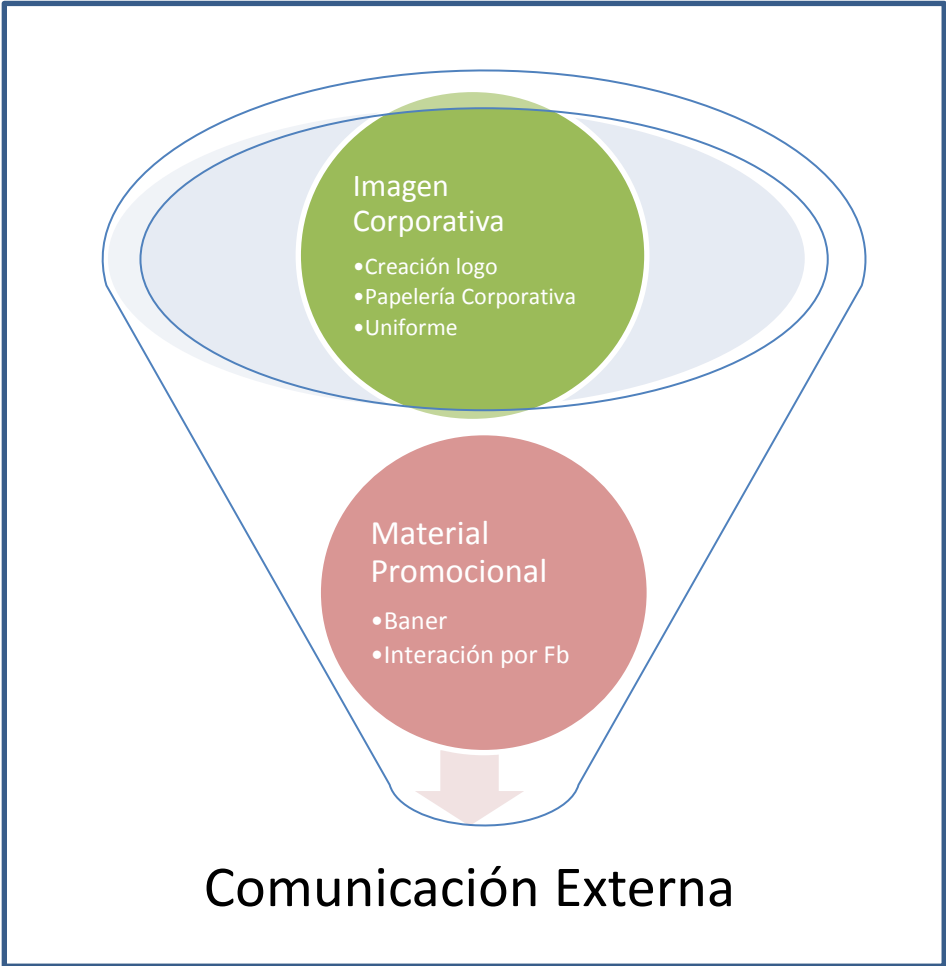 Imagen
Corporativa
•Creación logo
•Papelería Corporativa
•Uniforme
Material
Promocional
•Baner
•Interación por Fb
Comunicación Externa